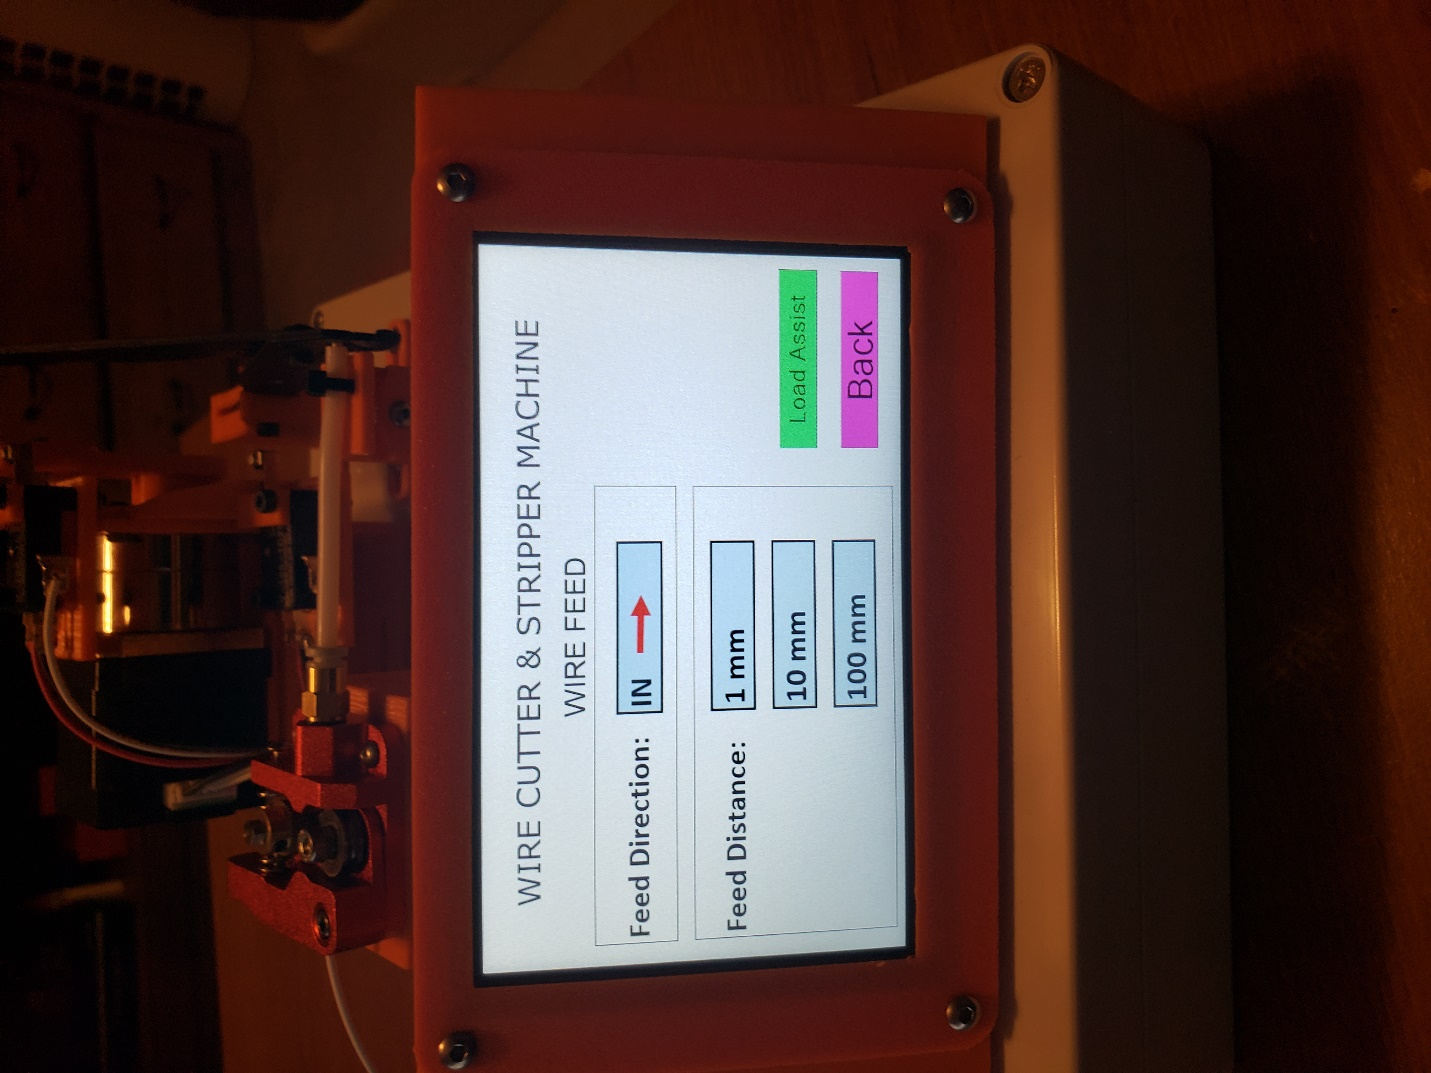 WIRE CUTTER & STRIPPER MACHINE
WIRE FEED
Feed Direction: IN
Feed Distance: 1 mm
10 mm
100 mm
Load Assist
Back